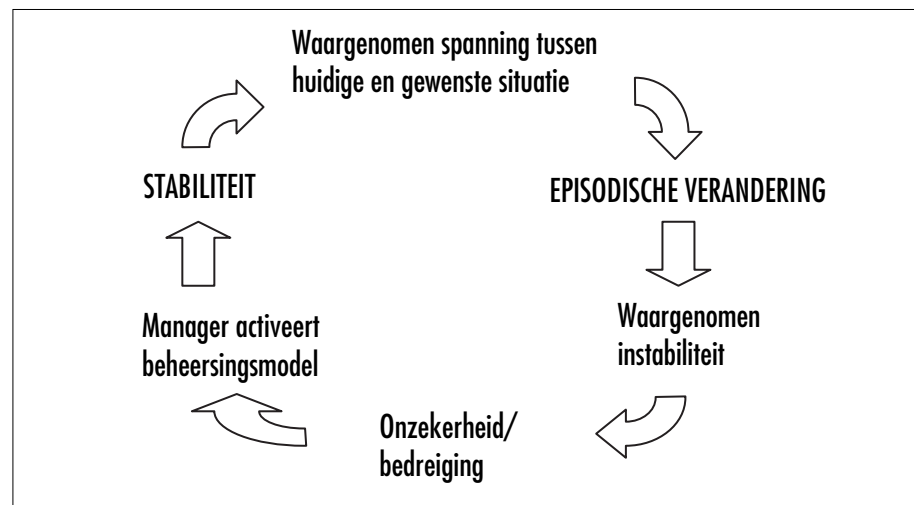 Waargenomen spanning tussen
huidige en gewenste situatie
STABILITEIT
EPISODISCHE VERANDERING
Manager activeert
beheersingsmodel
Waargenomen
instabiliteit
Onzekerheid/
bedreiging